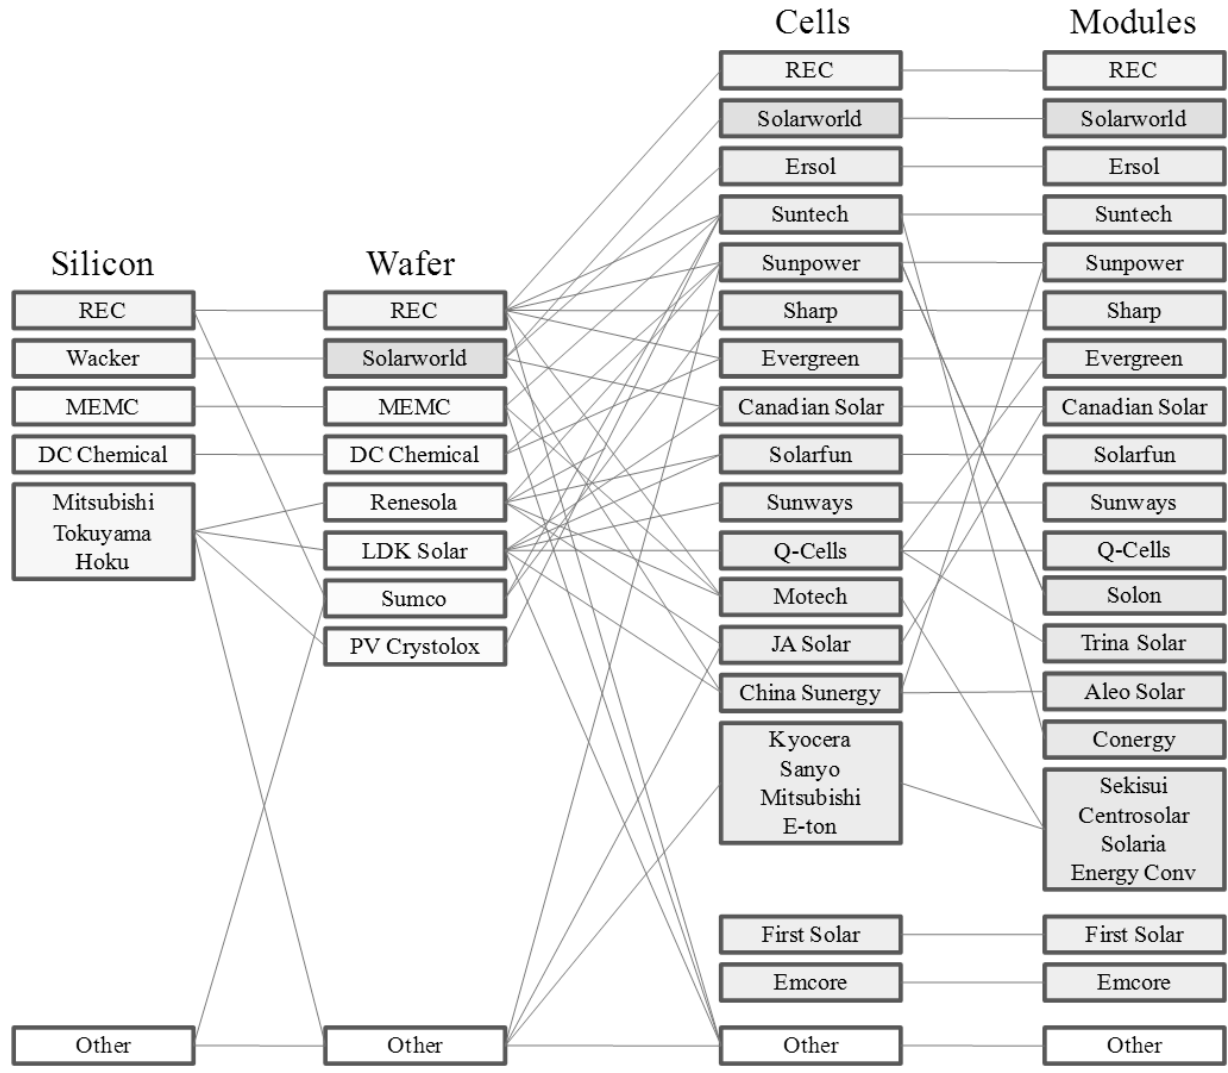 Cells
Modules
REC
REC
Solarworld
Solarworld
Ersol
Ersol
Suntech
Suntech
Silicon
Wafer
Sunpower
Sunpower
REC
REC
Sharp
Sharp
Wacker
Solarworld
Evergreen
Evergreen
MEMC
MEMC
Canadian Solar
Canadian Solar
DC Chemical
DC Chemical
Solarfun
Solarfun
Mitsubishi
Tokuyama
Hoku
Renesola
Sunways
Sunways
LDK Solar
Q-Cells
Q-Cells
Sumco
Motech
Solon
PV Crystolox
JA Solar
Trina Solar
China Sunergy
Aleo Solar
Kyocera
Sanyo
Mitsubishi
E-ton
Conergy
Sekisui
Centrosolar
Solaria
Energy Conv
First Solar
First Solar
Emcore
Emcore
Other
Other
Other
Other